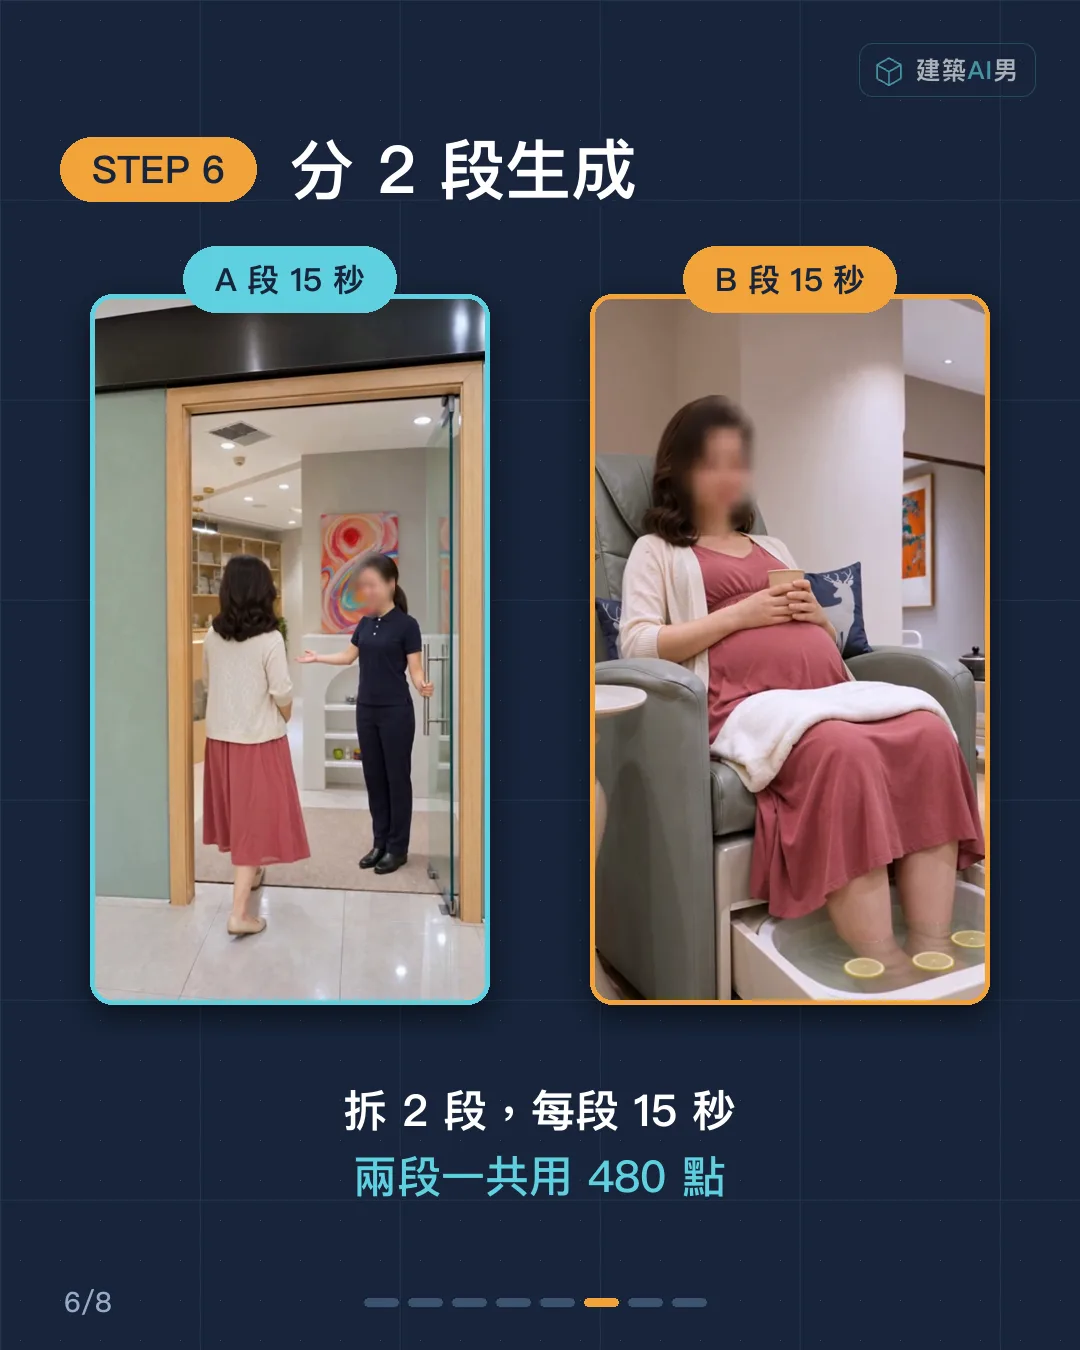 建築AI男
STEP 6
分 2 段生成
A 段 15 秒
B 段 15 秒
拆 2 段，每段 15 秒
兩段一共用 480 點
6/8